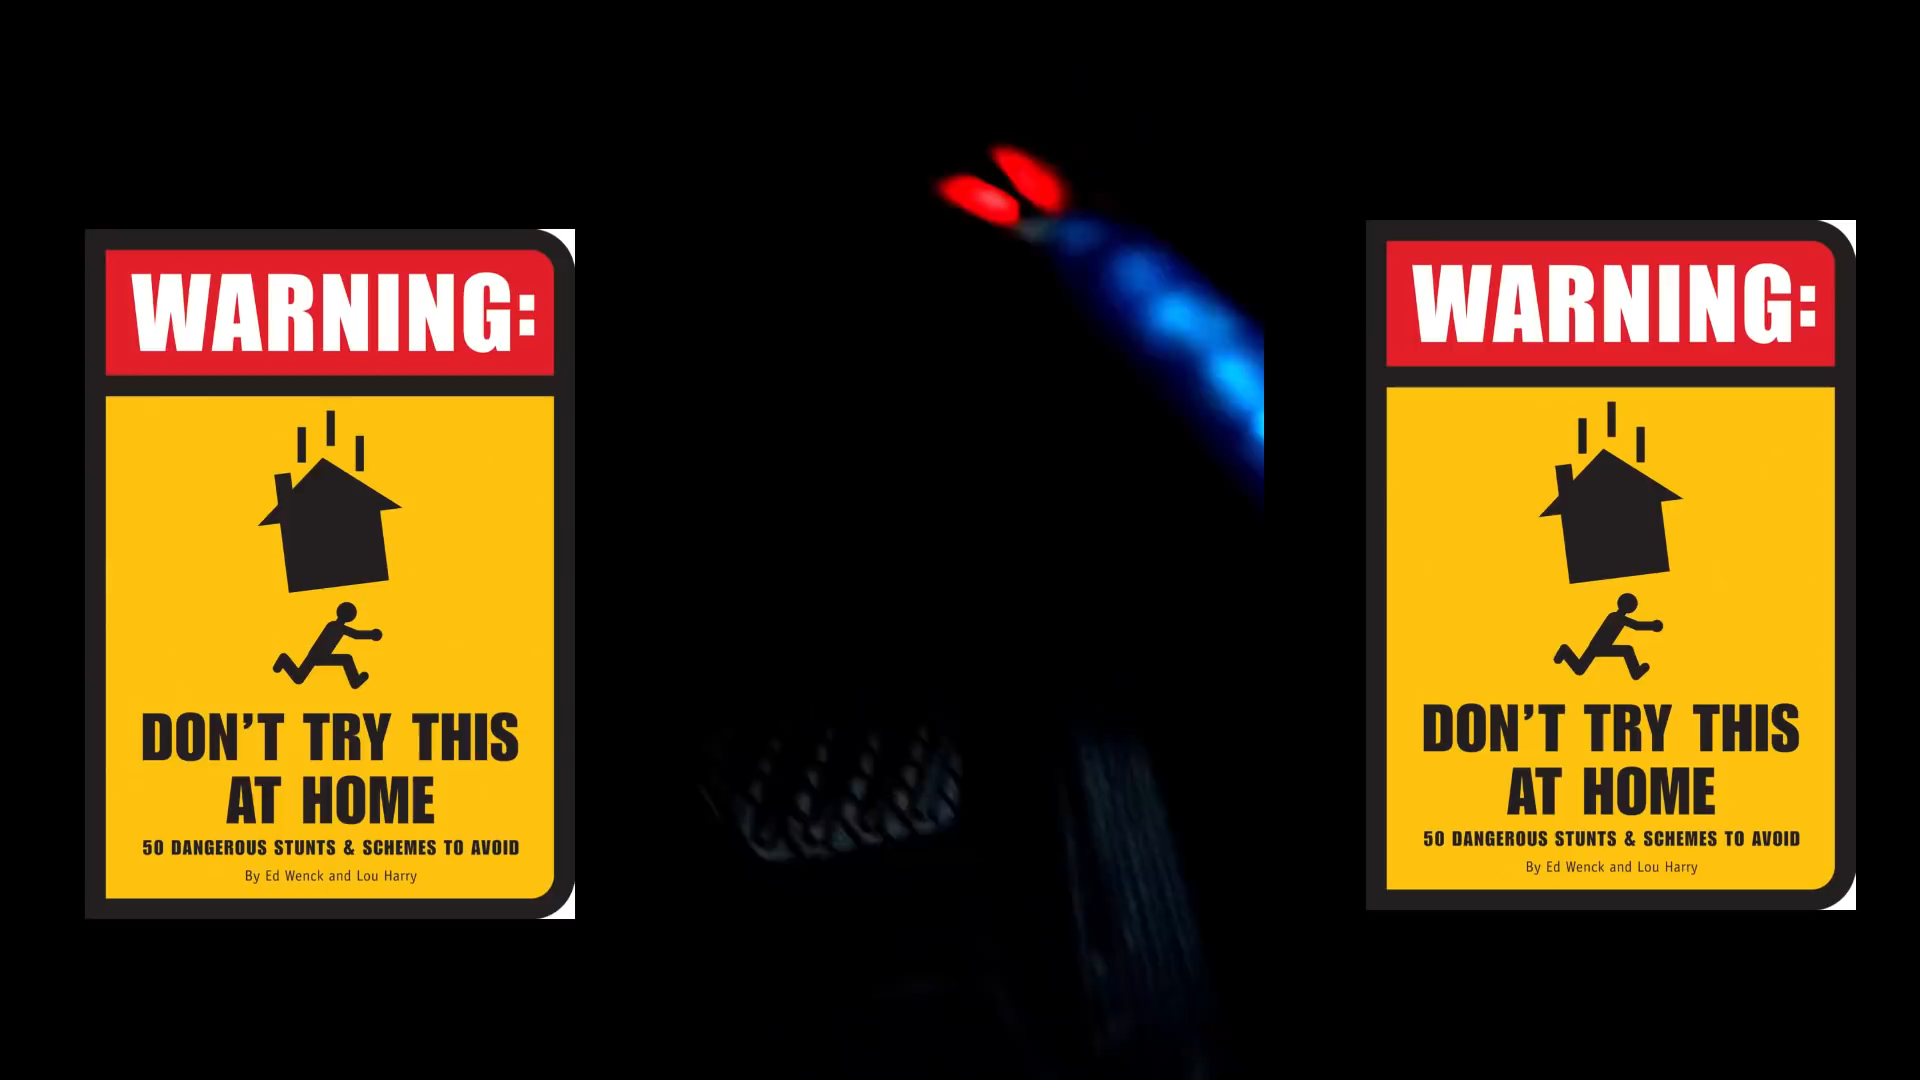 WARNING:
DON'T TRY THIS
AT HOME
50 DANGEROUS STUNTS & SCHEMES TO AVOID
By Ed Wenck and Lou Harry
WARNING:
DON'T TRY THIS
AT HOME
50 DANGEROUS STUNTS & SCHEMES TO AVOID
By Ed Wenck and Lou Harry